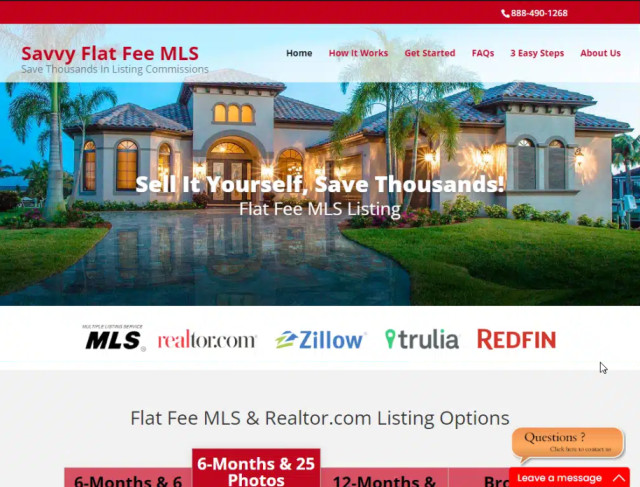 888-490-1268
Savvy Flat Fee MLS
Save Thousands In Listing Commissions
Home How It Works Get Started FAQs 3 Easy Steps About Us
Sell It Yourself, Save Thousands!
Flat Fee MLS Listing
MULTIPLE LISTING SERVICE
MLS® realtor.com® Zillow® trulia REDFIN
Flat Fee MLS & Realtor.com Listing Options
Questions ?
Click here to contact us
Leave a message
6-Months & 6
6-Months & 25
Photos
12-Months &
Bro